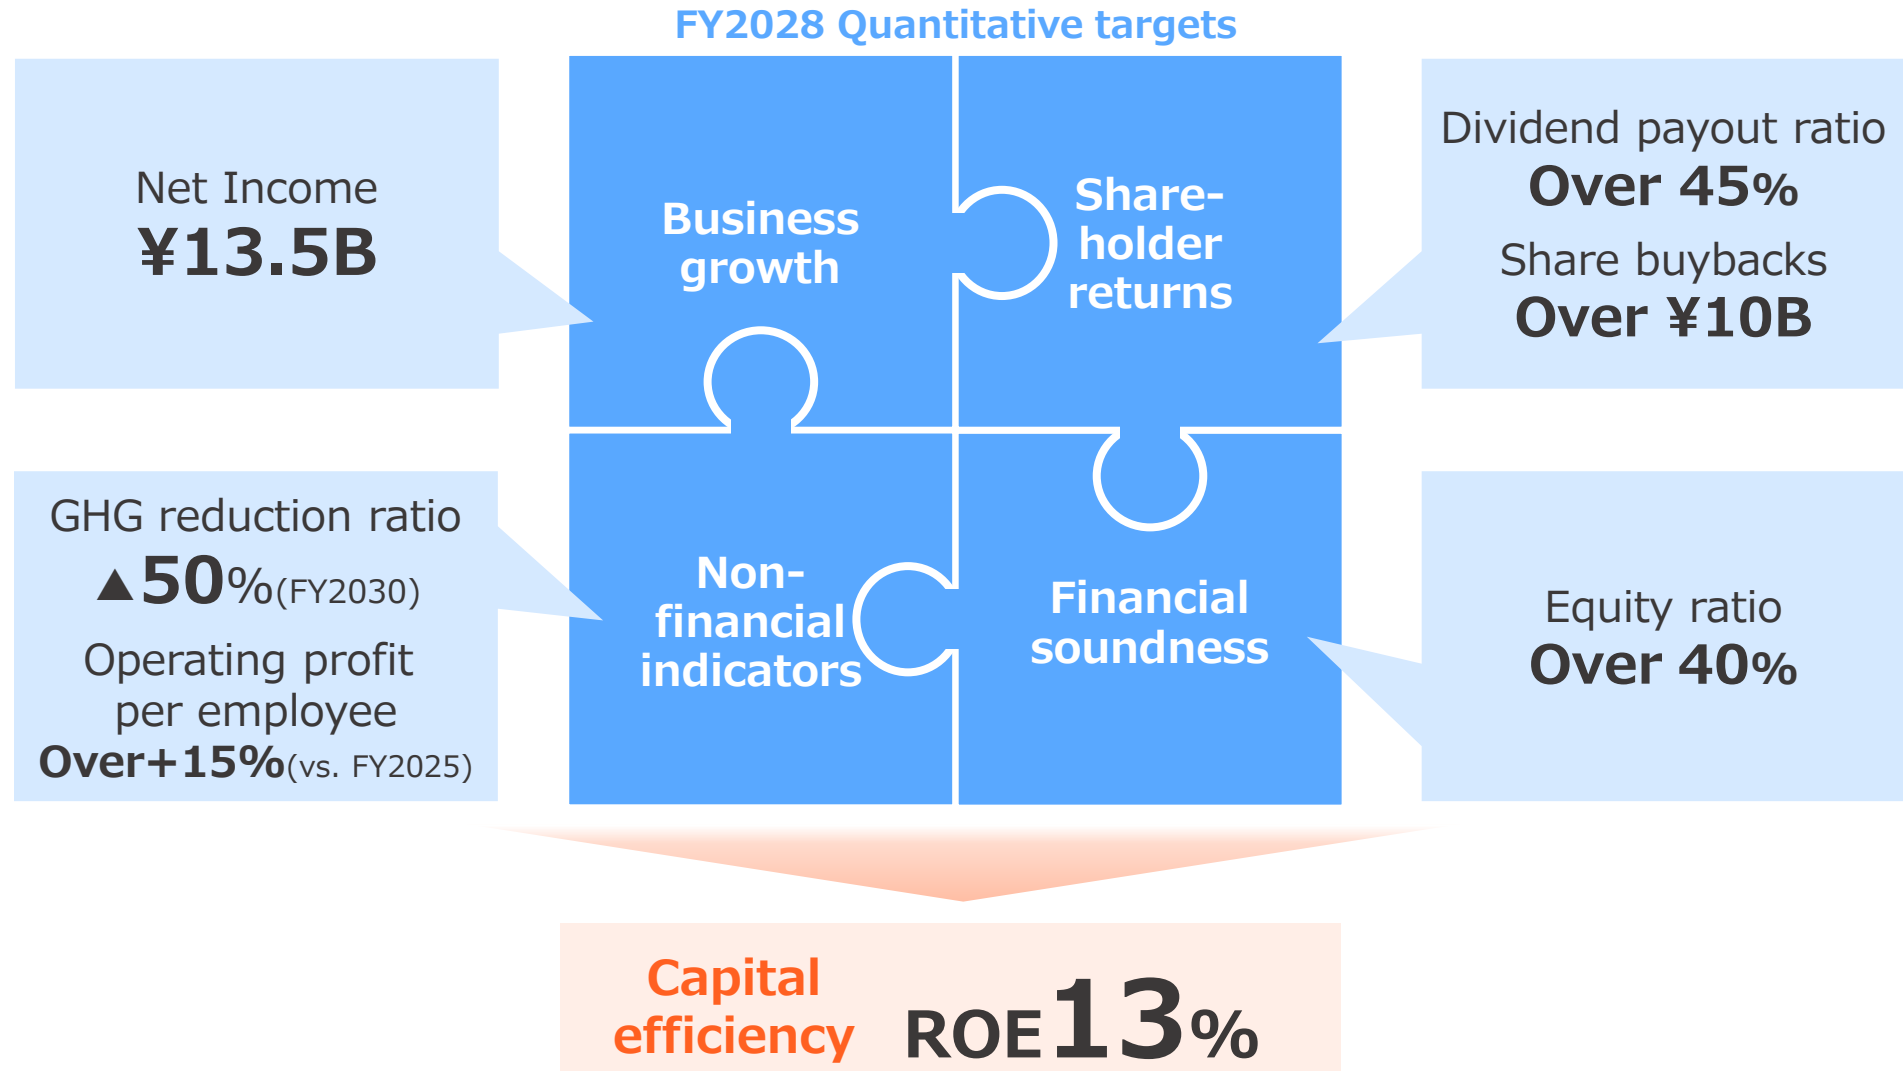 FY2028 Quantitative targets
Net Income
¥13.5B
Business
growth
Share-
holder
returns
Dividend payout ratio
Over 45%
Share buybacks
Over ¥10B
GHG reduction ratio
▲50%(FY2030)
Operating profit
per employee
Over+15%(vs. FY2025)
Non-
financial
indicators
Financial
soundness
Equity ratio
Over 40%
Capital
efficiency
ROE13%